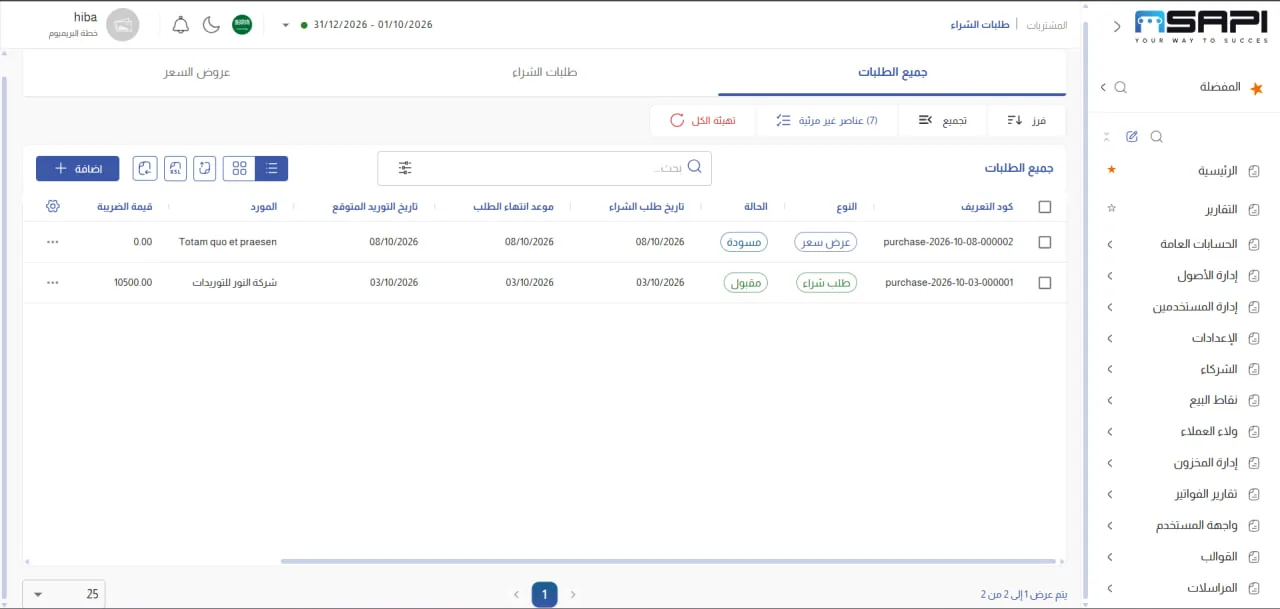 ASAPI
YOUR WAY TO SUCCES
المشتريات | طلبات الشراء
31/12/2026 - 01/10/2026
hiba
خطة البريميوم
المفضلة
الرئيسية
التقارير
الحسابات العامة
إدارة الأصول
إدارة المستخدمين
الإعدادات
الشركاء
نقاط البيع
ولاء العملاء
إدارة المخزون
تقارير الفواتير
واجهة المستخدم
القوالب
المراسلات
جميع الطلبات طلبات الشراء عروض السعر
فرز تجميع (7) عناصر غير مرئية تهيئة الكل
جميع الطلبات بحث... XSL اضافة +
كود التعريف النوع الحالة تاريخ طلب الشراء موعد انتهاء الطلب تاريخ التوريد المتوقع المورد قيمة الضريبة
purchase-2026-10-08-000002 عرض سعر مسودة 08/10/2026 08/10/2026 08/10/2026 Totam quo et praesen 0.00
purchase-2026-10-03-000001 طلب شراء مقبول 03/10/2026 03/10/2026 03/10/2026 شركة النور للتوريدات 10500.00
يتم عرض 1 إلى 2 من 2 1 25